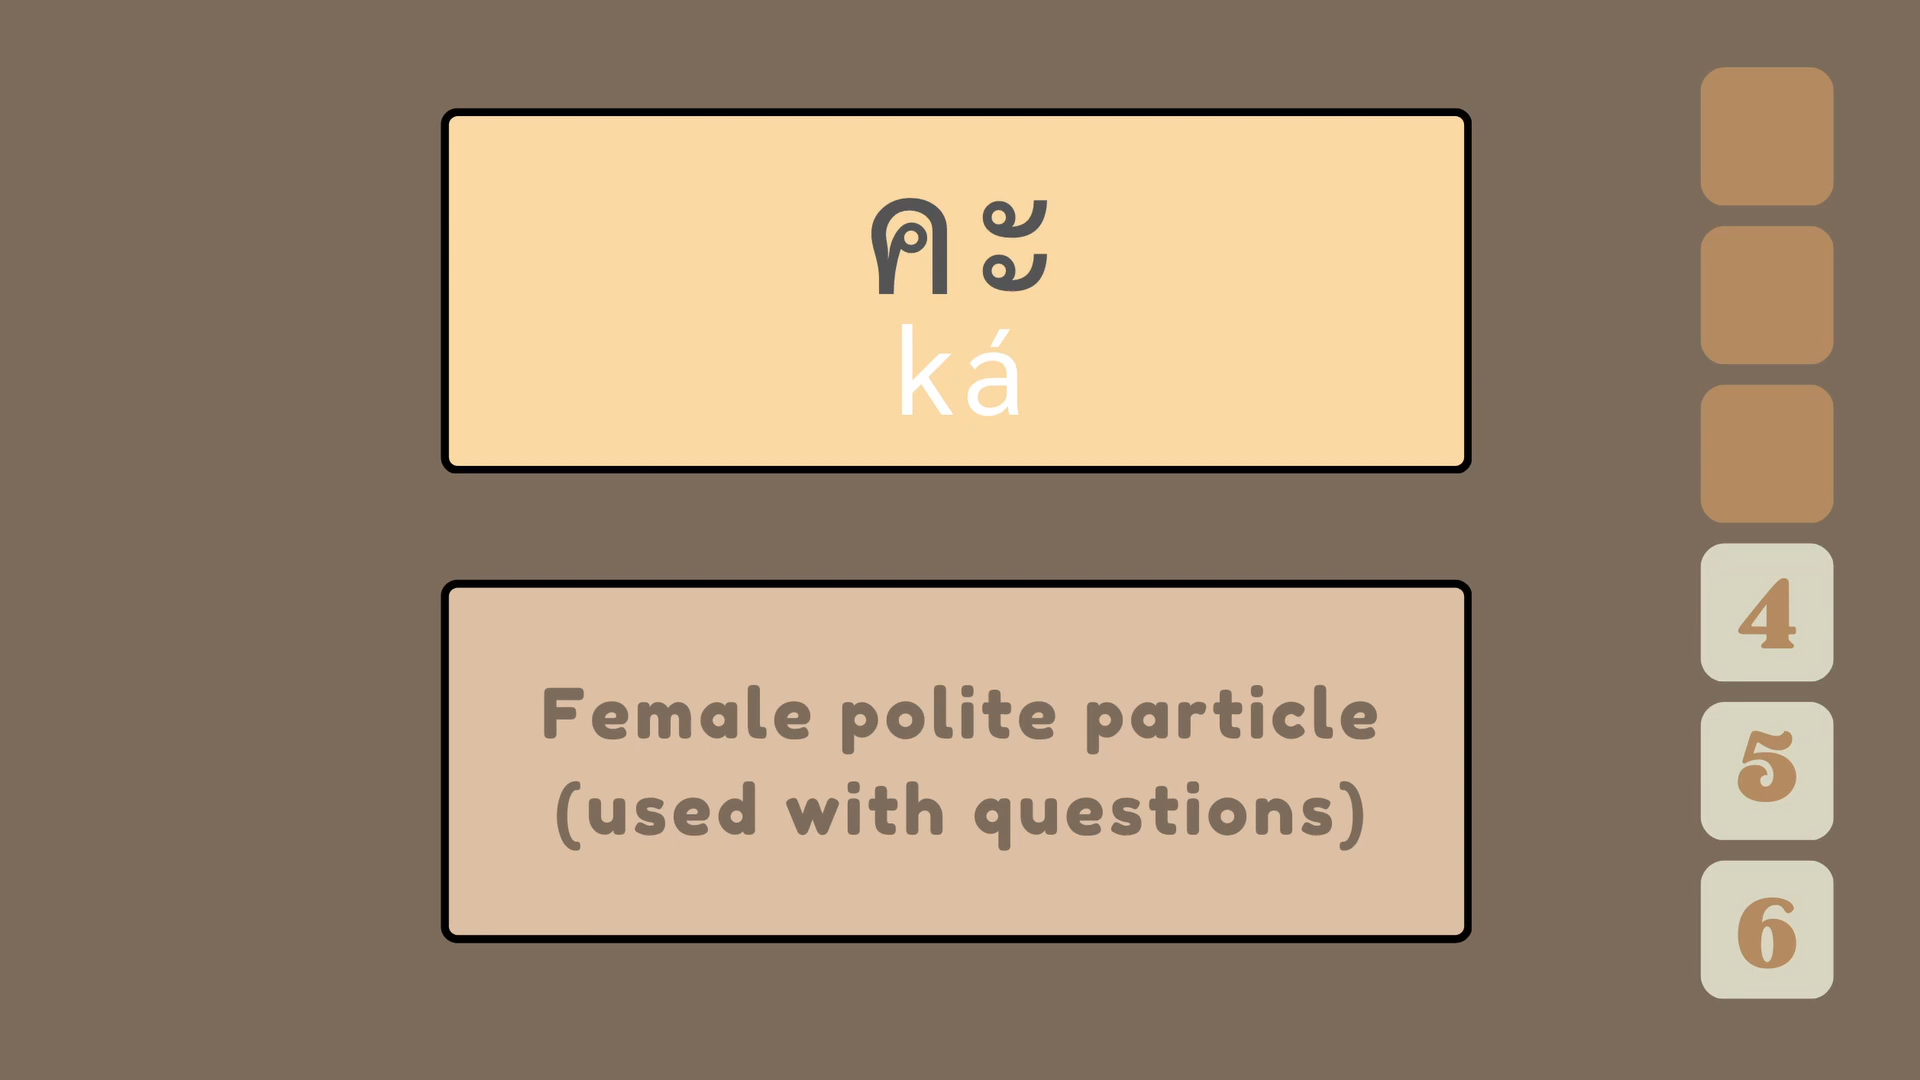 คะ
ká
Female polite particle
(used with questions)
4
5
6